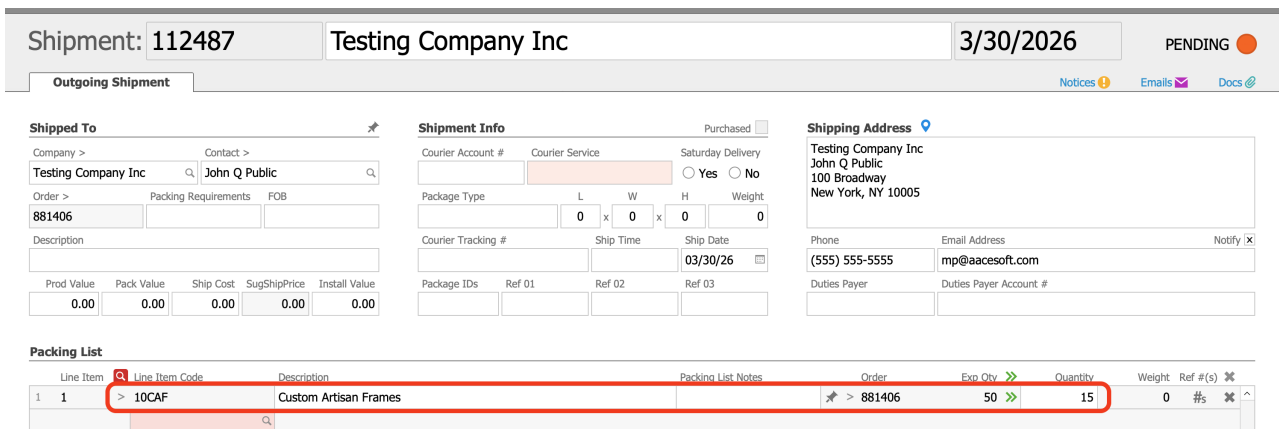 Shipment: 112487 Testing Company Inc 3/30/2026 PENDING
Outgoing Shipment Notices Emails Docs
Shipped To Shipment Info Purchased Shipping Address
Company > Contact > Courier Account # Courier Service Saturday Delivery Testing Company Inc
Testing Company Inc John Q Public Yes No John Q Public
100 Broadway
Order > Packing Requirements FOB Package Type L W H Weight New York, NY 10005
881406 0 x 0 x 0 0
Description Courier Tracking # Ship Time Ship Date Phone Email Address Notify x
03/30/26 (555) 555-5555 mp@aacesoft.com
Prod Value Pack Value Ship Cost SugShipPrice Install Value Package IDs Ref 01 Ref 02 Ref 03 Duties Payer Duties Payer Account #
0.00 0.00 0.00 0.00 0.00
Packing List
Line Item Line Item Code Description Packing List Notes Order Exp Qty Quantity Weight Ref #(s)
1 1 > 10CAF Custom Artisan Frames > 881406 50 15 0 #s